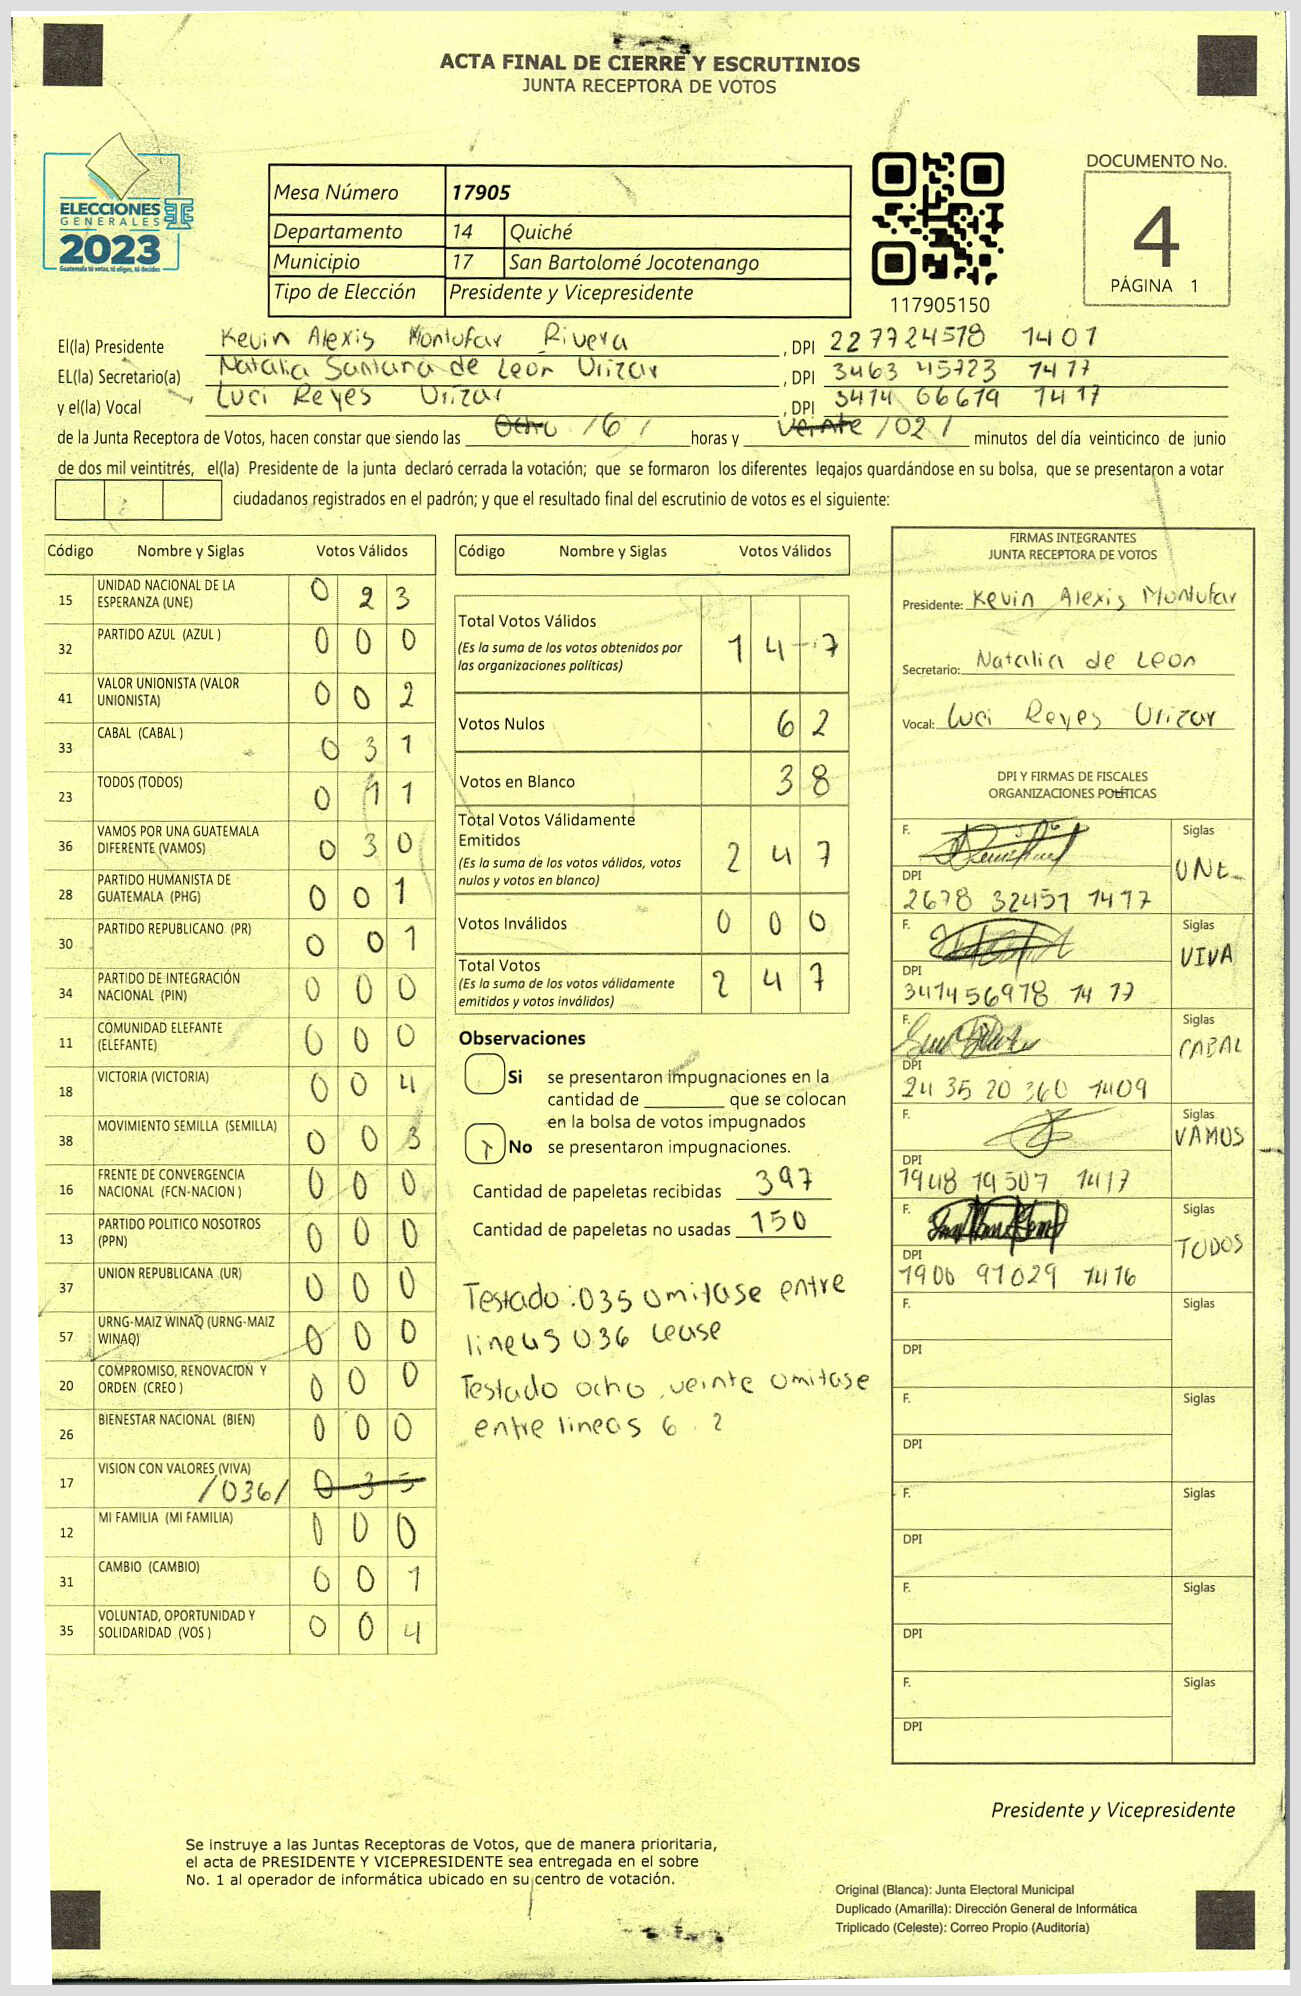 ACTA FINAL DE CIERRE Y ESCRUTINIOS
JUNTA RECEPTORA DE VOTOS
ELECCIONES
GENERALES
2023
Guatemala tú votas, tú eliges, tú decides
Mesa Número 17905
Departamento 14 Quiché
Municipio 17 San Bartolomé Jocotenango
Tipo de Elección Presidente y Vicepresidente
117905150
DOCUMENTO No.
4
PÁGINA 1
El(la) Presidente Kevin Alexis Montufar Rivera, DPI 227724578 1401
EL(la) Secretario(a) Natalia Santana de Leon Urizar, DPI 3463 45723 1417
y el(la) Vocal Luci Reyes Urizar, DPI 3414 66679 1417
de la Junta Receptora de Votos, hacen constar que siendo las Ocho /6/ horas y veinte /02/ minutos del día veinticinco de junio
de dos mil veintitrés, el(la) Presidente de la junta declaró cerrada la votación; que se formaron los diferentes legajos guardándose en su bolsa, que se presentaron a votar
ciudadanos registrados en el padrón; y que el resultado final del escrutinio de votos es el siguiente:
Código Nombre y Siglas Votos Válidos
15 UNIDAD NACIONAL DE LA ESPERANZA (UNE) 0 2 3
32 PARTIDO AZUL (AZUL ) 0 0 0
41 VALOR UNIONISTA (VALOR UNIONISTA) 0 0 2
33 CABAL (CABAL ) 0 3 1
23 TODOS (TODOS) 0 1 1
36 VAMOS POR UNA GUATEMALA DIFERENTE (VAMOS) 0 3 0
28 PARTIDO HUMANISTA DE GUATEMALA (PHG) 0 0 1
30 PARTIDO REPUBLICANO (PR) 0 0 1
34 PARTIDO DE INTEGRACIÓN NACIONAL (PIN) 0 0 0
11 COMUNIDAD ELEFANTE (ELEFANTE) 0 0 0
18 VICTORIA (VICTORIA) 0 0 4
38 MOVIMIENTO SEMILLA (SEMILLA) 0 0 3
16 FRENTE DE CONVERGENCIA NACIONAL (FCN-NACION ) 0 0 0
13 PARTIDO POLITICO NOSOTROS (PPN) 0 0 0
37 UNION REPUBLICANA (UR) 0 0 0
57 URNG-MAIZ WINAQ (URNG-MAIZ WINAQ) 0 0 0
20 COMPROMISO, RENOVACION Y ORDEN (CREO ) 0 0 0
26 BIENESTAR NACIONAL (BIEN) 0 0 0
17 VISION CON VALORES (VIVA) /036/ 0 3 5
12 MI FAMILIA (MI FAMILIA) 0 0 0
31 CAMBIO (CAMBIO) 0 0 1
35 VOLUNTAD, OPORTUNIDAD Y SOLIDARIDAD (VOS ) 0 0 4
Código Nombre y Siglas Votos Válidos
Total Votos Válidos 1 4 7
(Es la suma de los votos obtenidos por
las organizaciones políticas)
Votos Nulos 6 2
Votos en Blanco 3 8
Total Votos Válidamente
Emitidos 2 4 7
(Es la suma de los votos válidos, votos
nulos y votos en blanco)
Votos Inválidos 0 0 0
Total Votos 2 4 7
(Es la suma de los votos válidamente
emitidos y votos inválidos)
Observaciones
Si se presentaron impugnaciones en la
cantidad de ________ que se colocan
en la bolsa de votos impugnados
No se presentaron impugnaciones.
Cantidad de papeletas recibidas 397
Cantidad de papeletas no usadas 150
Testado :035 omitase entre
lineas 036 Lease
Testado ocho, veinte omitase
entre lineas 6 . 2
FIRMAS INTEGRANTES
JUNTA RECEPTORA DE VOTOS
Presidente: Kevin Alexis Montufar
Secretario: Natalia de Leon
Vocal: Luci Reyes Urizar
DPI Y FIRMAS DE FISCALES
ORGANIZACIONES POLÍTICAS
F. Siglas UNE
DPI 2678 32451 1417
F. Siglas VIVA
DPI 341456978 14 17
F. Siglas CABAL
DPI 24 35 20 360 1409
F. Siglas VAMOS
DPI 1948 19507 1417
F. Siglas TODOS
DPI 1900 91029 1416
F. Siglas
DPI
F. Siglas
DPI
F. Siglas
DPI
F. Siglas
DPI
F. Siglas
DPI
Presidente y Vicepresidente
Se instruye a las Juntas Receptoras de Votos, que de manera prioritaria,
el acta de PRESIDENTE Y VICEPRESIDENTE sea entregada en el sobre
No. 1 al operador de informática ubicado en su centro de votación.
Original (Blanca): Junta Electoral Municipal
Duplicado (Amarilla): Dirección General de Informática
Triplicado (Celeste): Correo Propio (Auditoría)